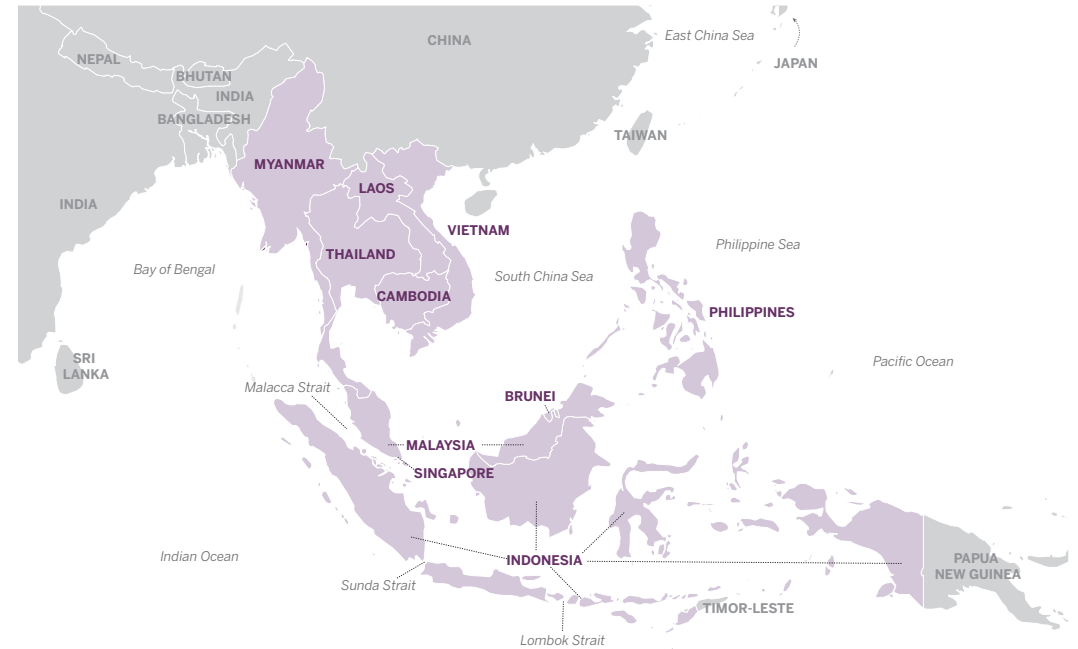 East China Sea
CHINA
NEPAL
JAPAN
BHUTAN
INDIA
BANGLADESH
TAIWAN
MYANMAR
LAOS
INDIA
VIETNAM
Philippine Sea
THAILAND
Bay of Bengal
South China Sea
CAMBODIA
PHILIPPINES
SRI
LANKA
Pacific Ocean
Malacca Strait
BRUNEI
MALAYSIA
SINGAPORE
Indian Ocean
INDONESIA
PAPUA
NEW GUINEA
Sunda Strait
TIMOR-LESTE
Lombok Strait